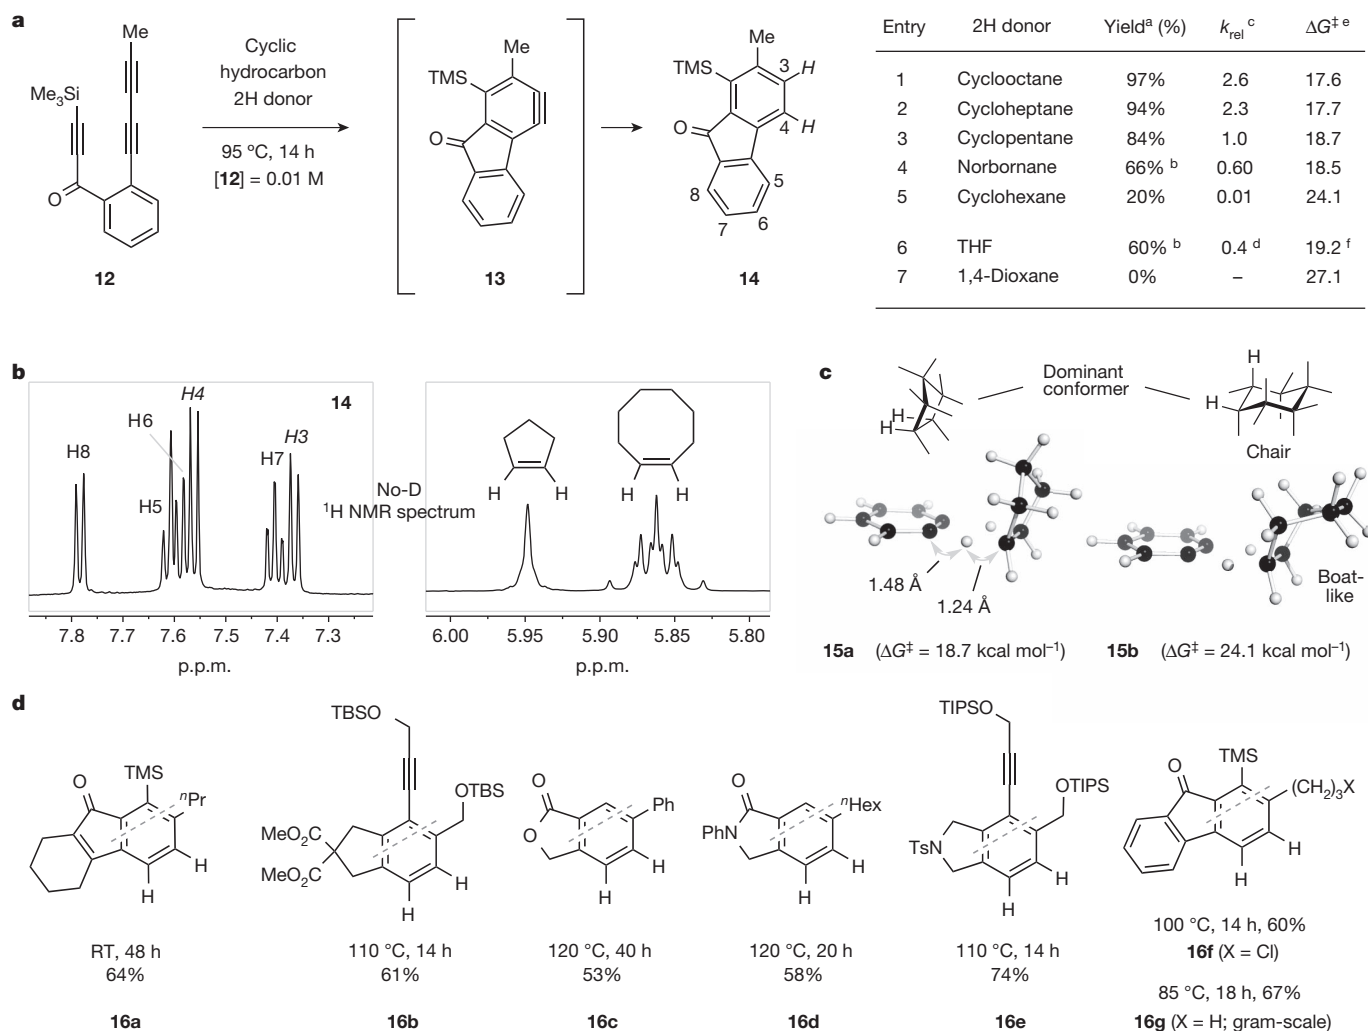 a
Me
Me₃Si
O
12
Cyclic
hydrocarbon
2H donor
95 ºC, 14 h
[12] = 0.01 M
Me
TMS
O
13
Me
TMS
3
H
4
H
O
5
8
6
7
14
Entry 2H donor Yieldᵃ (%) k_rel ᶜ ΔG‡ ᵉ
1 Cyclooctane 97% 2.6 17.6
2 Cycloheptane 94% 2.3 17.7
3 Cyclopentane 84% 1.0 18.7
4 Norbornane 66% ᵇ 0.60 18.5
5 Cyclohexane 20% 0.01 24.1
6 THF 60% ᵇ 0.4 ᵈ 19.2 ᶠ
7 1,4-Dioxane 0% – 27.1
b
14
H8
H5
H6
H4
H7
H3
No-D
¹H NMR spectrum
H H
H H
7.8 7.7 7.6 7.5 7.4 7.3
p.p.m.
6.00 5.95 5.90 5.85 5.80
p.p.m.
c
Dominant
conformer
H
H
H
H
Chair
1.48 Å
1.24 Å
Boat-
like
15a (ΔG‡ = 18.7 kcal mol⁻¹)
15b (ΔG‡ = 24.1 kcal mol⁻¹)
d
O
TMS
ⁿPr
H
H
RT, 48 h
64%
16a
TBSO
OTBS
MeO₂C
MeO₂C
H
H
110 °C, 14 h
61%
16b
O
Ph
O
H
H
120 °C, 40 h
53%
16c
O
ⁿHex
PhN
H
H
120 °C, 20 h
58%
16d
TIPSO
OTIPS
TsN
H
H
110 °C, 14 h
74%
16e
TMS
O
(CH₂)₃X
H
H
100 °C, 14 h, 60%
16f (X = Cl)
85 °C, 18 h, 67%
16g (X = H; gram-scale)